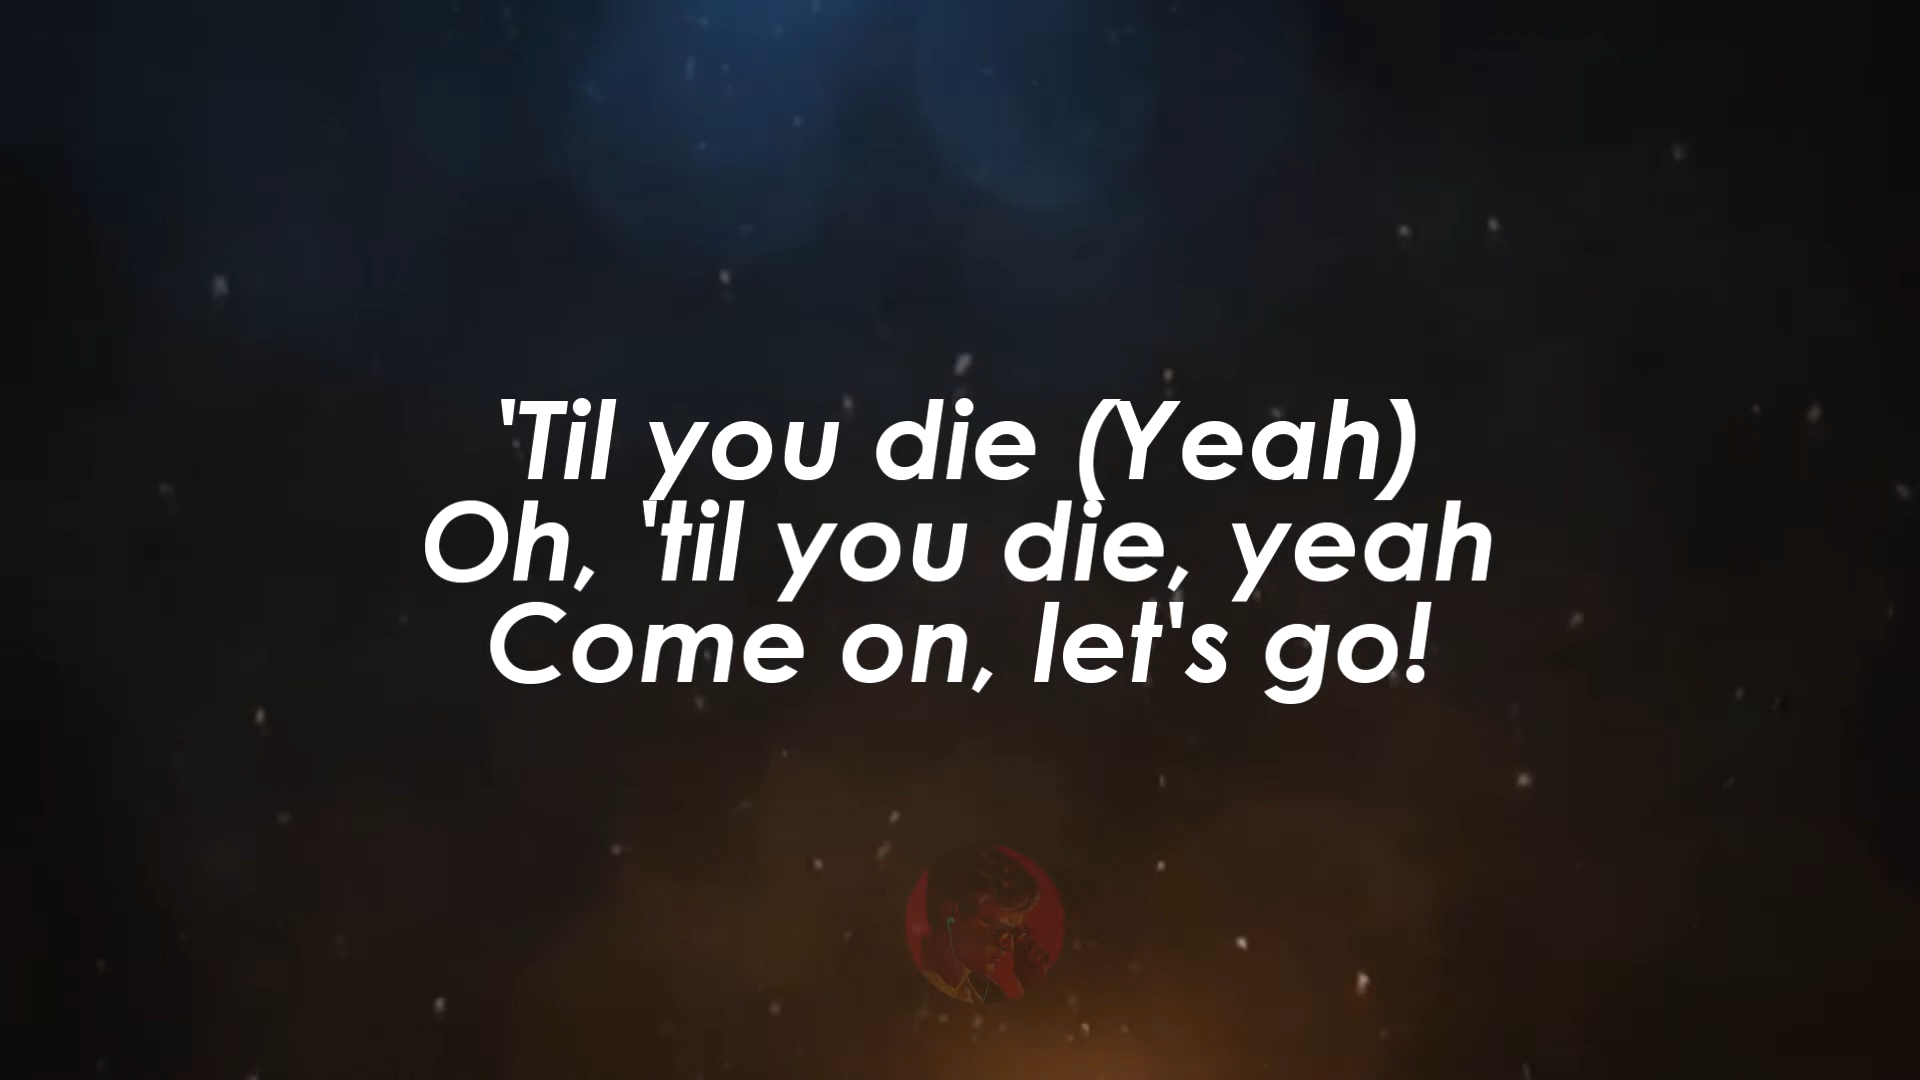 'Til you die (Yeah)
Oh, 'til you die, yeah
Come on, let's go!